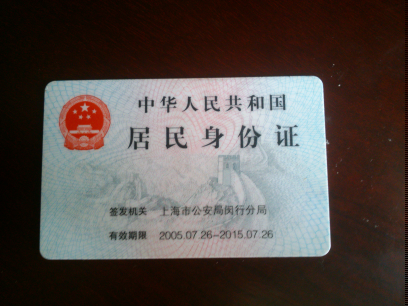 中华人民共和国
居民身份证
签发机关 上海市公安局闵行分局
有效期限 2005.07.26-2015.07.26